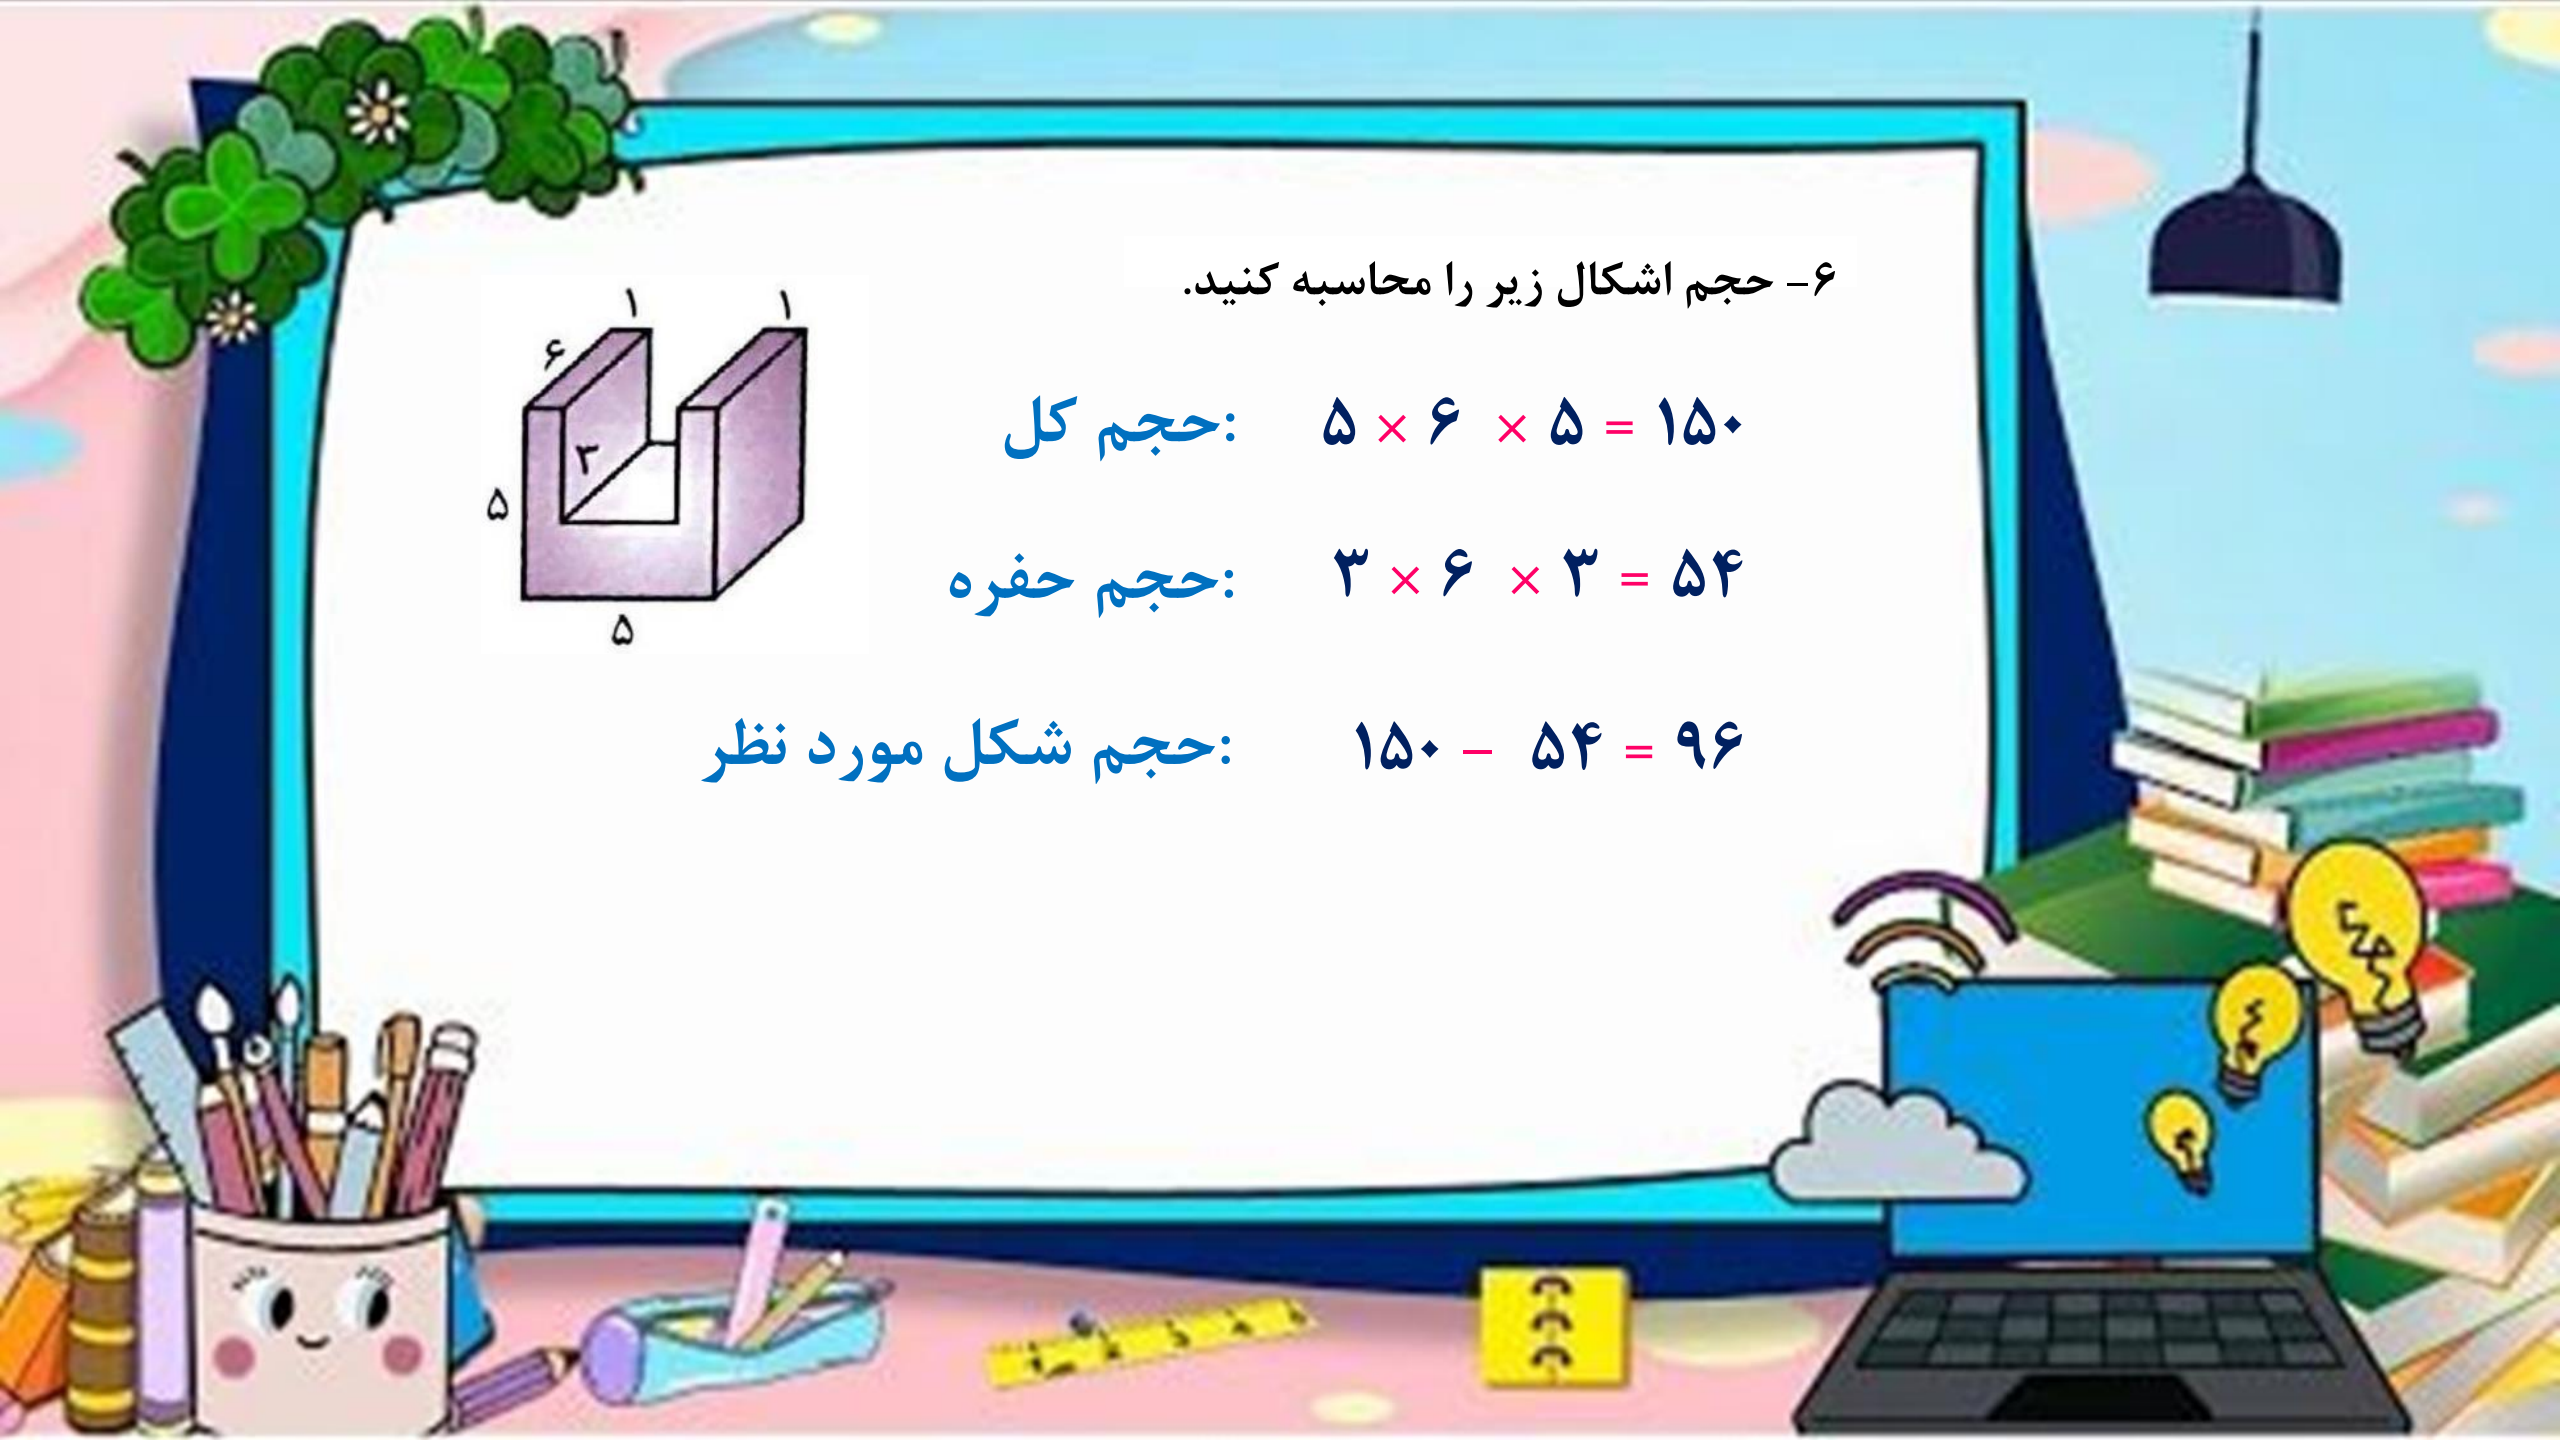 ۶- حجم اشکال زیر را محاسبه کنید.
۱ ۱
۶
۳
۵
۵
حجم کل: ۵ × ۶ × ۵ = ۱۵۰
حجم حفره: ۳ × ۶ × ۳ = ۵۴
حجم شکل مورد نظر: ۱۵۰ − ۵۴ = ۹۶